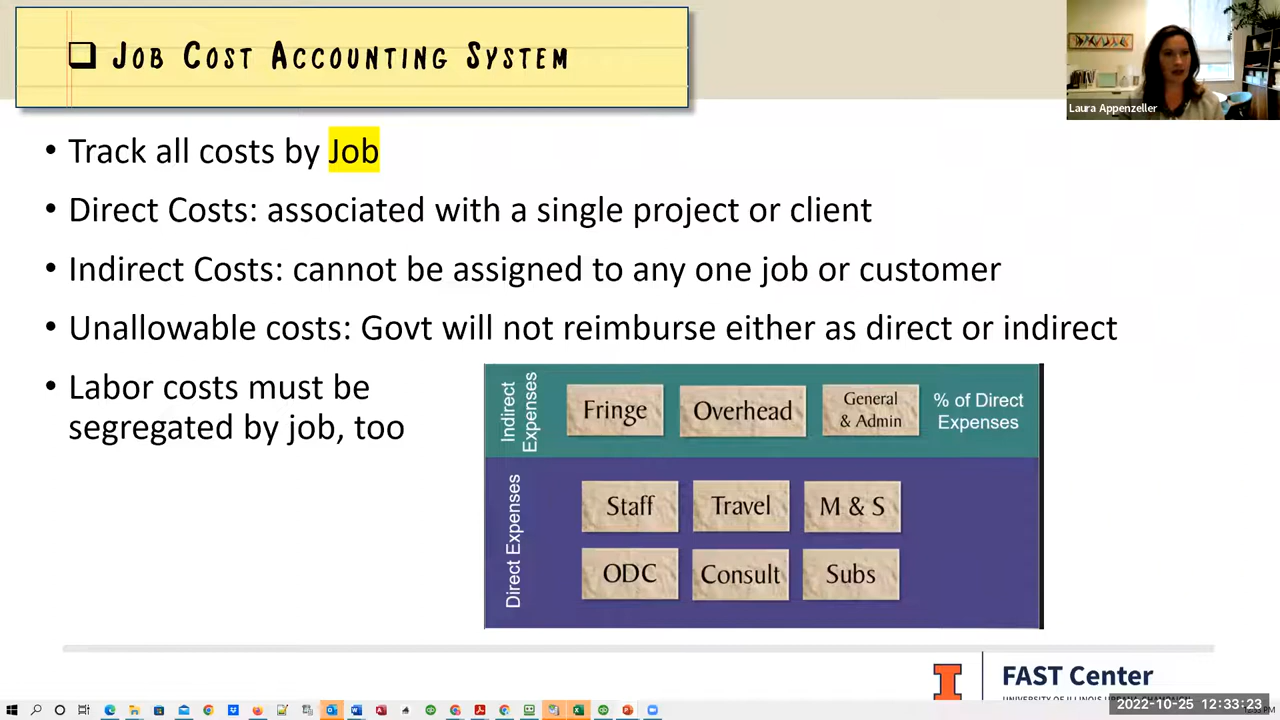 ❑ Job Cost Accounting System
Laura Appenzeller
• Track all costs by Job
• Direct Costs: associated with a single project or client
• Indirect Costs: cannot be assigned to any one job or customer
• Unallowable costs: Govt will not reimburse either as direct or indirect
• Labor costs must be
segregated by job, too
Indirect
Expenses
Fringe
Overhead
General
& Admin
% of Direct
Expenses
Direct Expenses
Staff
Travel
M & S
ODC
Consult
Subs
I
FAST Center
2022-10-25 12:33:23